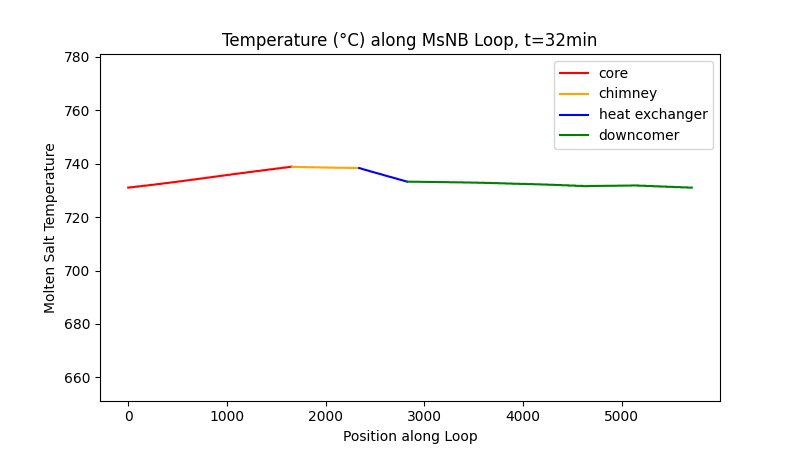 Temperature (°C) along MsNB Loop, t=32min
core
chimney
heat exchanger
downcomer
Molten Salt Temperature
780
760
740
720
700
680
660
0 1000 2000 3000 4000 5000
Position along Loop